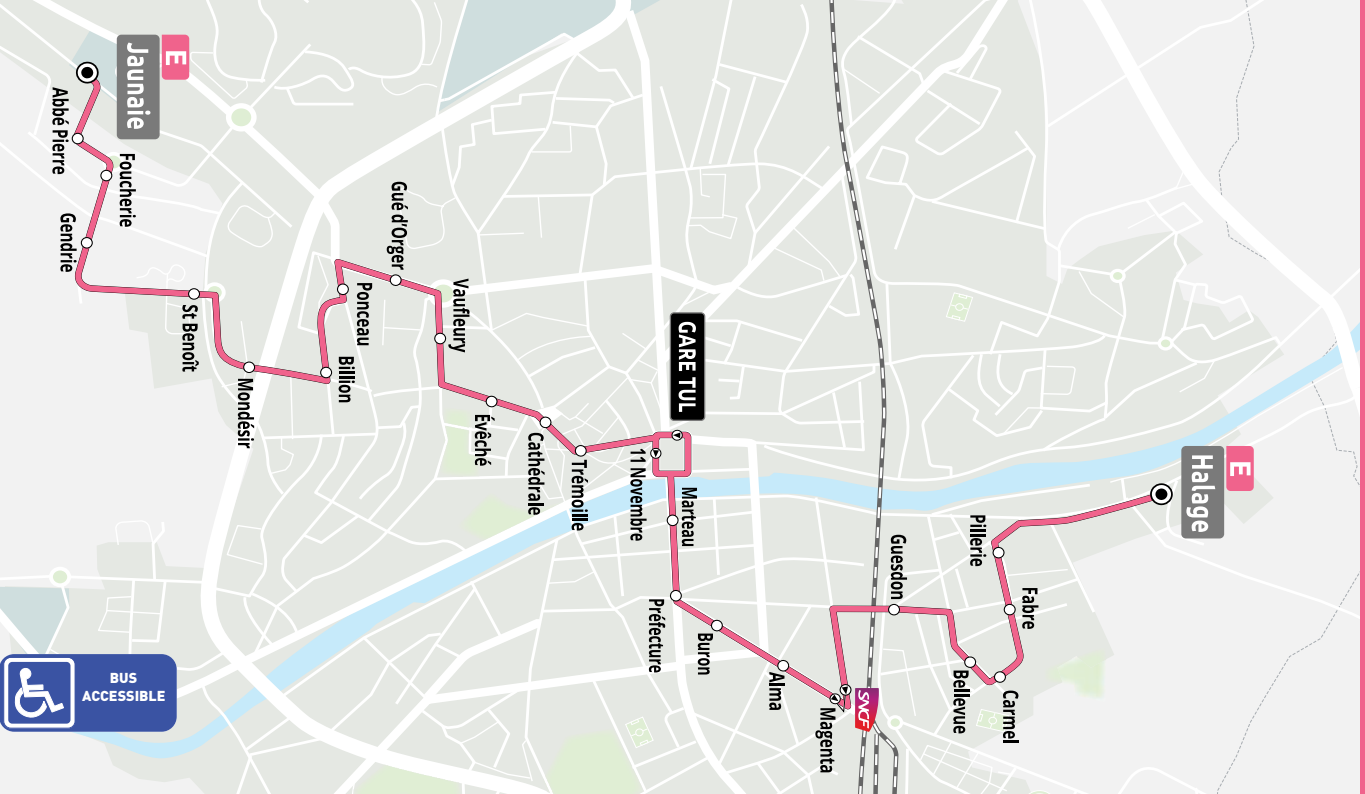 E
Jaunaie
Abbé Pierre
Foucherie
Gendrie
St Benoît
Mondésir
Billion
Ponceau
Gué d'Orger
Vaufleury
Évêché
Cathédrale
Trémoille
11 Novembre
GARE TUL
Marteau
Préfecture
Buron
Alma
Magenta
SNCF
Guesdon
Bellevue
Carmel
Fabre
Pillerie
Halage
E
BUS
ACCESSIBLE